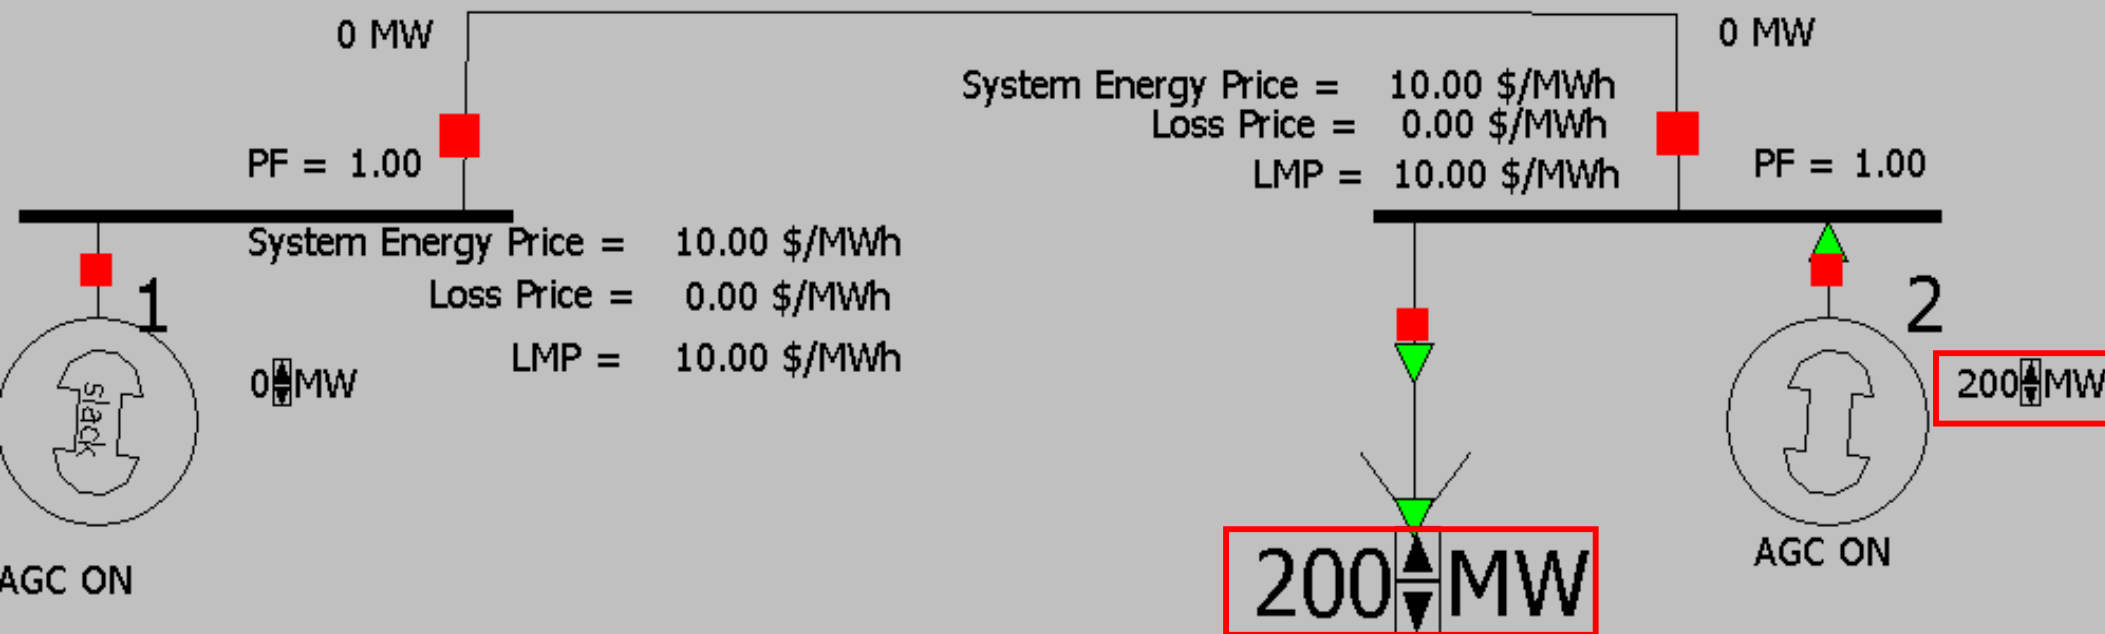 0 MW
PF = 1.00
System Energy Price = 10.00 $/MWh
Loss Price = 0.00 $/MWh
LMP = 10.00 $/MWh
1
slack
0 MW
AGC ON
0 MW
System Energy Price = 10.00 $/MWh
Loss Price = 0.00 $/MWh
LMP = 10.00 $/MWh
PF = 1.00
2
200 MW
AGC ON
200 MW